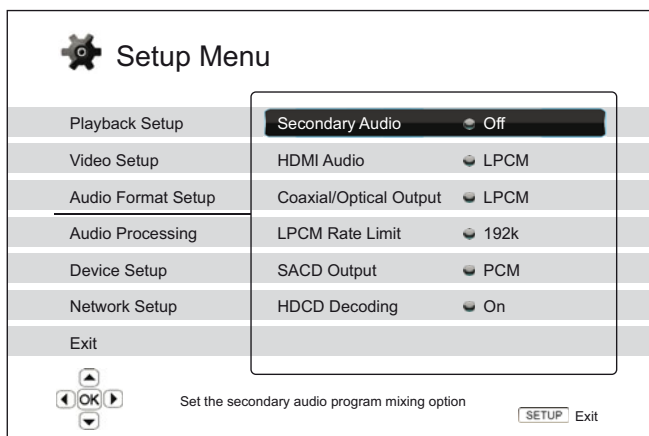 Setup Menu
Playback Setup
Secondary Audio Off
Video Setup
HDMI Audio LPCM
Audio Format Setup
Coaxial/Optical Output LPCM
Audio Processing
LPCM Rate Limit 192k
Device Setup
SACD Output PCM
Network Setup
HDCD Decoding On
Exit
OK
Set the secondary audio program mixing option
SETUP Exit